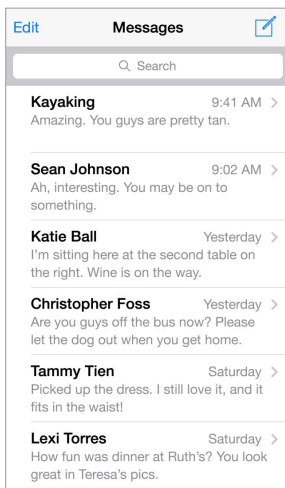 Edit Messages
Search
Kayaking 9:41 AM
Amazing. You guys are pretty tan.
Sean Johnson 9:02 AM
Ah, interesting. You may be on to
something.
Katie Ball Yesterday
I'm sitting here at the second table on
the right. Wine is on the way.
Christopher Foss Yesterday
Are you guys off the bus now? Please
let the dog out when you get home.
Tammy Tien Saturday
Picked up the dress. I still love it, and it
fits in the waist!
Lexi Torres Saturday
How fun was dinner at Ruth's? You look
great in Teresa's pics.